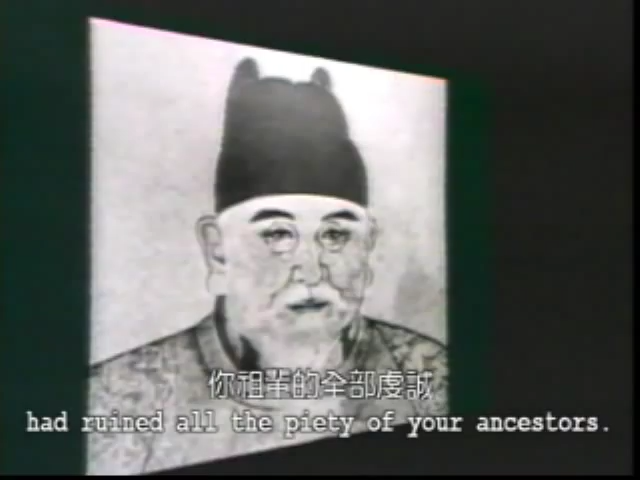 你祖輩的全部虔誠
had ruined all the piety of your ancestors.